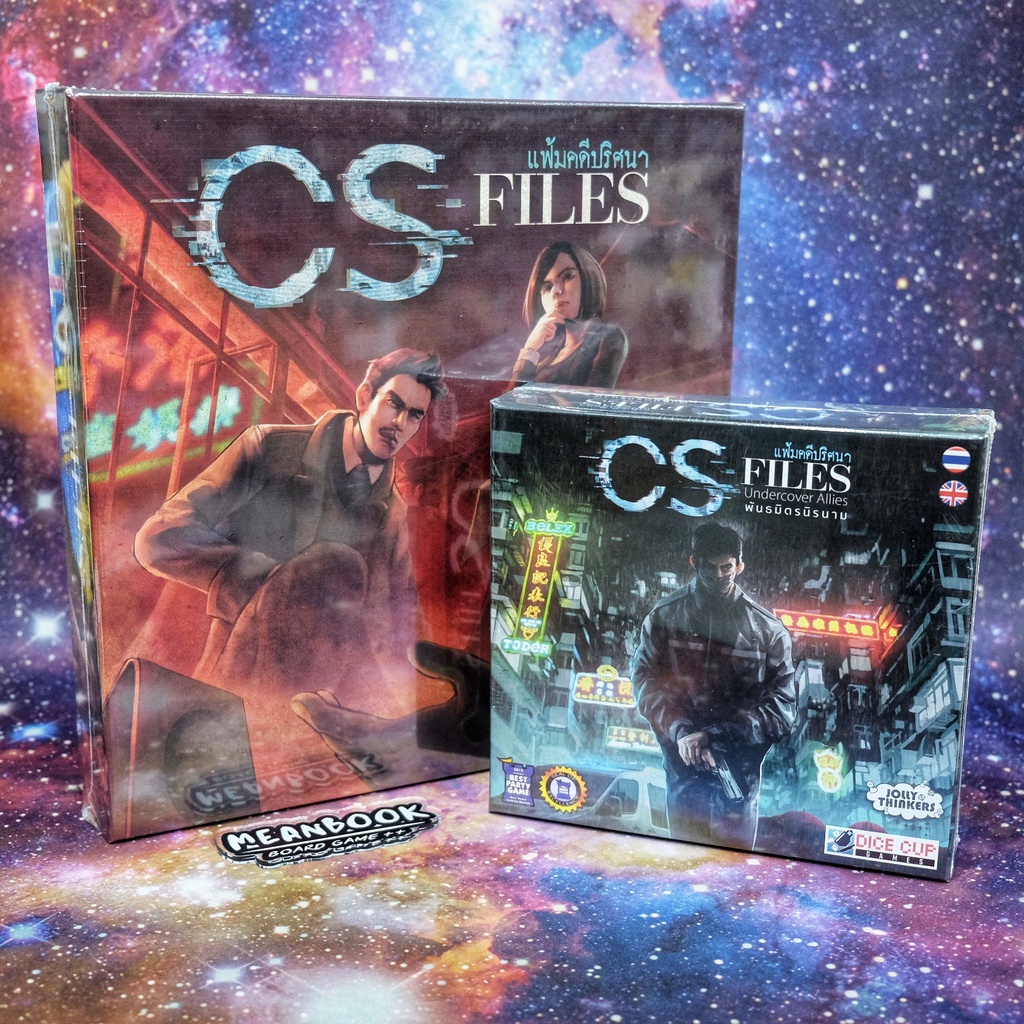 แฟ้มคดีปริศนา
CS FILES
แฟ้มคดีปริศนา
CS FILES
Undercover Allies
พันธมิตรนิรนาม
ROLEX
TUDOR
BEST
PARTY
GAME
JOLLY
THINKERS
DICE CUP
GAMES
MEANBOOK
BOARD GAME ++